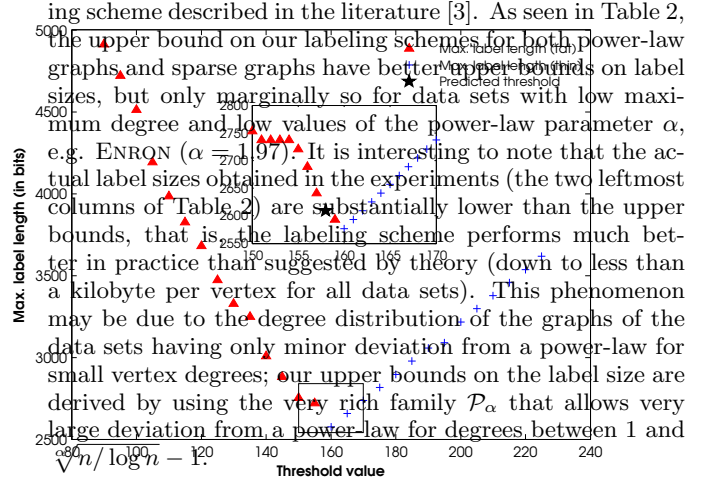 ing scheme described in the literature [3]. As seen in Table 2,
the upper bound on our labeling schemes for both power-law
graphs and sparse graphs have better upper bounds on label
sizes, but only marginally so for data sets with low maxi-
mum degree and low values of the power-law parameter α,
e.g. ENRON (α = 1.97). It is interesting to note that the ac-
tual label sizes obtained in the experiments (the two leftmost
columns of Table 2) are substantially lower than the upper
bounds, that is, the labeling scheme performs much bet-
ter in practice than suggested by theory (down to less than
a kilobyte per vertex for all data sets). This phenomenon
may be due to the degree distribution of the graphs of the
data sets having only minor deviation from a power-law for
small vertex degrees; our upper bounds on the label size are
derived by using the very rich family 𝒫α that allows very
large deviation from a power-law for degrees between 1 and
ᵅ√n/ log n − 1.
Max. label length (in bits)
5000
4500
4000
3500
3000
2500
Max. label length (fat)
Max. label length (thin)
Predicted threshold
2800
2750
2700
2650
2600
2550
150 155 160 165 170
80 100 120 140 160 180 200 220 240
Threshold value